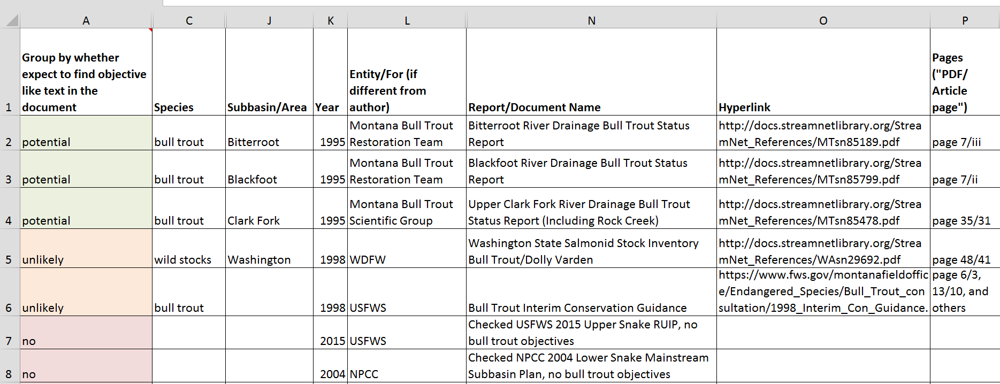 A C J K L N O P
1 Group by whether expect to find objective like text in the document Species Subbasin/Area Year Entity/For (if different from author) Report/Document Name Hyperlink Pages ("PDF/ Article page")
2 potential bull trout Bitterroot 1995 Montana Bull Trout Restoration Team Bitterroot River Drainage Bull Trout Status Report http://docs.streamnetlibrary.org/StreamNet_References/MTsn85189.pdf page 7/iii
3 potential bull trout Blackfoot 1995 Montana Bull Trout Restoration Team Blackfoot River Drainage Bull Trout Status Report http://docs.streamnetlibrary.org/StreamNet_References/MTsn85799.pdf page 7/ii
4 potential bull trout Clark Fork 1995 Montana Bull Trout Scientific Group Upper Clark Fork River Drainage Bull Trout Status Report (Including Rock Creek) http://docs.streamnetlibrary.org/StreamNet_References/MTsn85478.pdf page 35/31
5 unlikely wild stocks Washington 1998 WDFW Washington State Salmonid Stock Inventory Bull Trout/Dolly Varden http://docs.streamnetlibrary.org/StreamNet_References/WAsn29692.pdf page 48/41
6 unlikely bull trout 1998 USFWS Bull Trout Interim Conservation Guidance https://www.fws.gov/montanafieldoffice/Endangered_Species/Bull_Trout_consultation/1998_Interim_Con_Guidance. page 6/3, 13/10, and others
7 no 2015 USFWS Checked USFWS 2015 Upper Snake RUIP, no bull trout objectives
8 no 2004 NPCC Checked NPCC 2004 Lower Snake Mainstream Subbasin Plan, no bull trout objectives